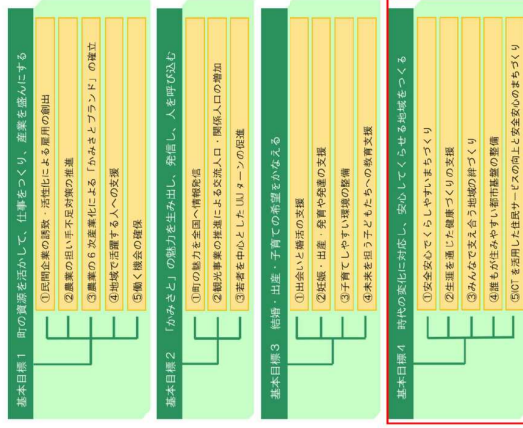 基本目標1　町の資源を活かして、仕事をつくり、産業を盛んにする
①民間企業の誘致・活性化による雇用の創出
②農業の担い手不足対策の推進
③農業の6次産業化による「かみさとブランド」の確立
④地域で活躍する人への支援
⑤働く機会の確保
基本目標2　「かみさと」の魅力を生み出し、発信し、人を呼び込む
①町の魅力を全国へ情報発信
②観光事業の推進による交流人口・関係人口の増加
③若者を中心としたUIJターンの促進
基本目標3　結婚・出産・子育ての希望をかなえる
①出会いと婚活の支援
②妊娠・出産・発育や発達の支援
③子育てしやすい環境の整備
④未来を担う子どもたちへの教育支援
基本目標4　時代の変化に対応し、安心してくらせる地域をつくる
①安全安心でくらしやすいまちづくり
②生涯を通じた健康づくりの支援
③みんなで支え合う地域の絆づくり
④誰もが住みやすい都市基盤の整備
⑤ICTを活用した住民サービスの向上と安全安心のまちづくり